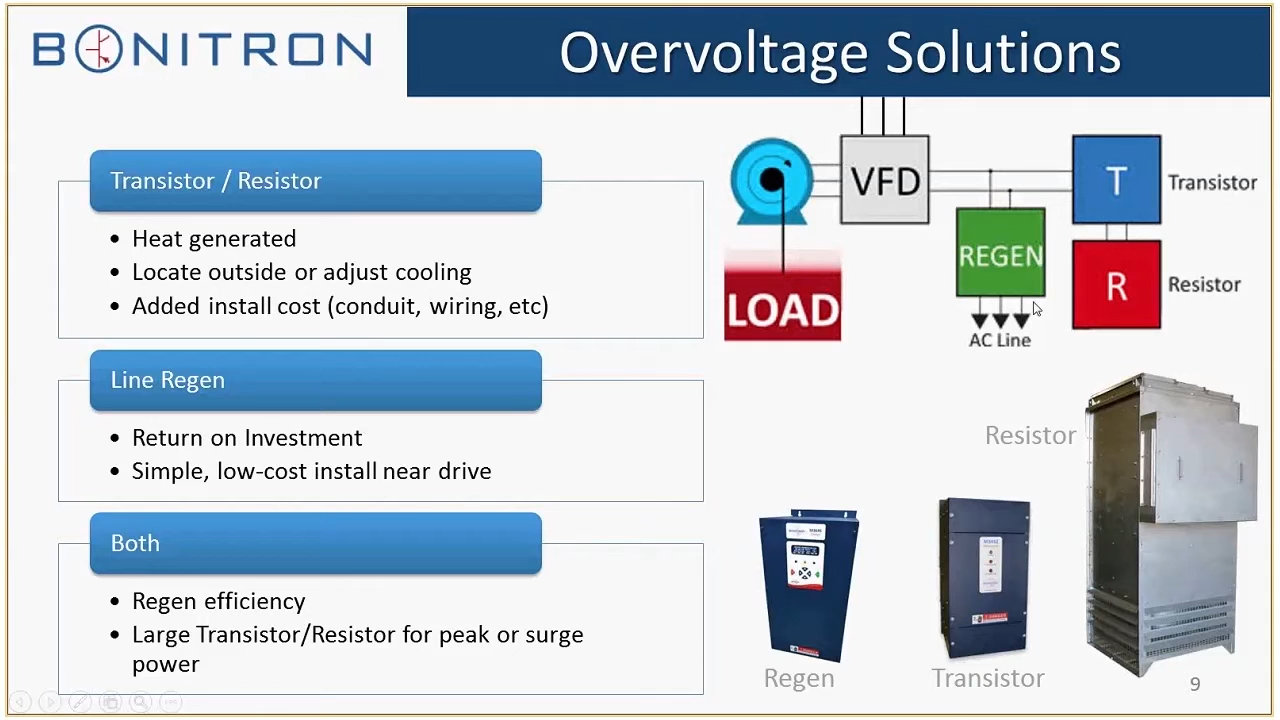 BONITRON
Overvoltage Solutions
Transistor / Resistor
• Heat generated
• Locate outside or adjust cooling
• Added install cost (conduit, wiring, etc)
Line Regen
• Return on Investment
• Simple, low-cost install near drive
Both
• Regen efficiency
• Large Transistor/Resistor for peak or surge
power
VFD
T
Transistor
REGEN
R
Resistor
LOAD
AC Line
Resistor
Regen
Transistor
9